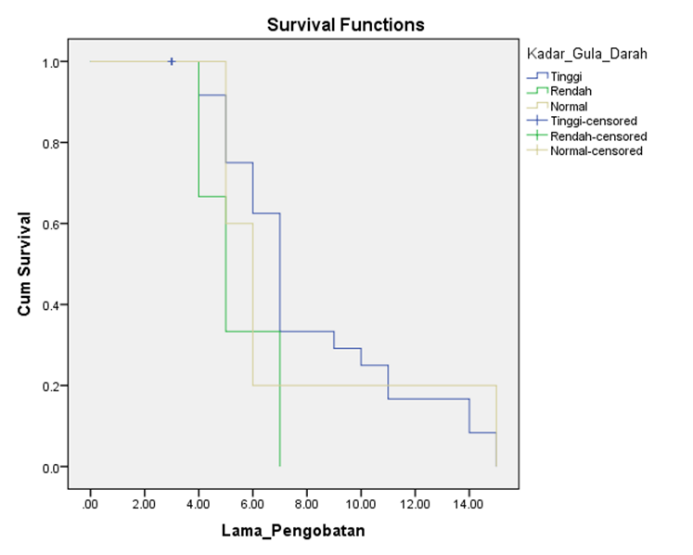 Survival Functions
Kadar_Gula_Darah
Tinggi
Rendah
Normal
Tinggi-censored
Rendah-censored
Normal-censored
Cum Survival
1.0
0.8
0.6
0.4
0.2
0.0
.00 2.00 4.00 6.00 8.00 10.00 12.00 14.00
Lama_Pengobatan